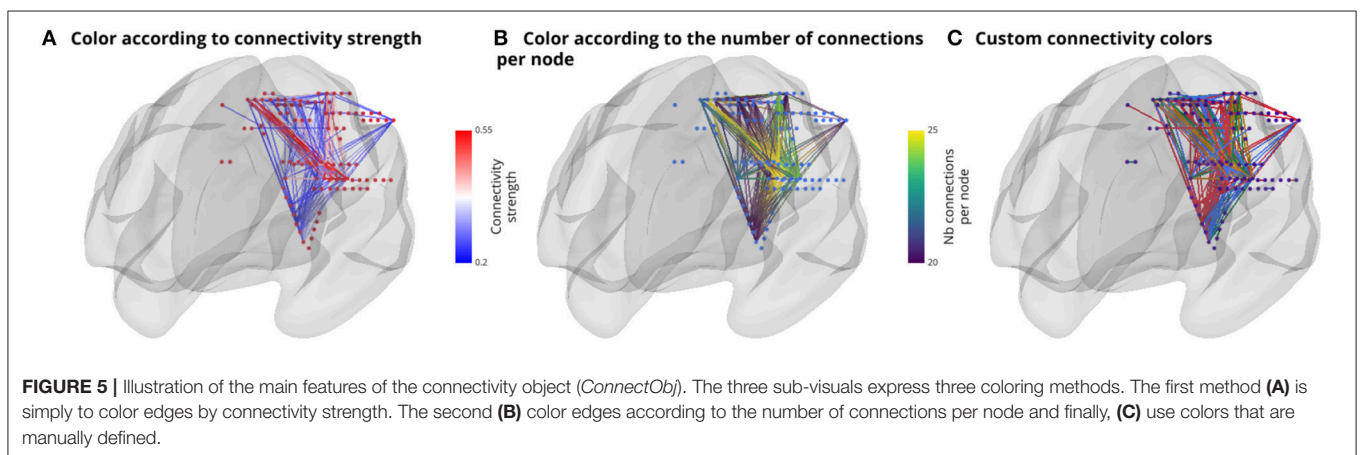 A Color according to connectivity strength
B Color according to the number of connections
per node
C Custom connectivity colors
0.55
Connectivity
strength
0.2
25
Nb connections
per node
20
FIGURE 5 | Illustration of the main features of the connectivity object (ConnectObj). The three sub-visuals express three coloring methods. The first method (A) is
simply to color edges by connectivity strength. The second (B) color edges according to the number of connections per node and finally, (C) use colors that are
manually defined.